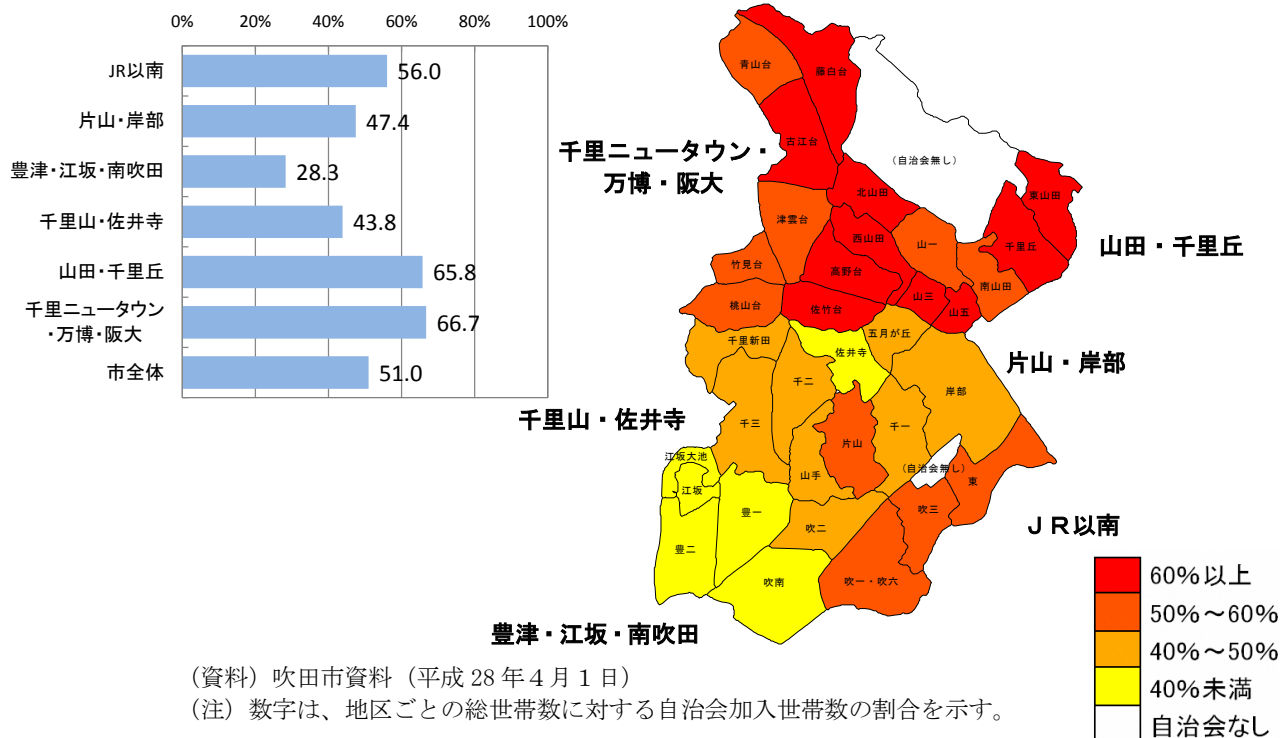 0%
20%
40%
60%
80%
100%
JR以南
56.0
片山・岸部
47.4
豊津・江坂・南吹田
28.3
千里山・佐井寺
43.8
山田・千里丘
65.8
千里ニュータウン
・万博・阪大
66.7
市全体
51.0
青山台
藤白台
古江台
(自治会無し)
千里ニュータウン・
万博・阪大
北山田
東山田
津雲台
西山田
山一
千里丘
山田・千里丘
竹見台
高野台
南山田
桃山台
佐竹台
山三
山五
千里新田
佐井寺
五月が丘
片山・岸部
千二
岸部
千里山・佐井寺
千三
片山
千一
江坂大池
山手
(自治会無し)
江坂
東
豊一
吹二
吹三
JR以南
豊二
吹南
吹一・吹六
豊津・江坂・南吹田
60%以上
50%～60%
40%～50%
40%未満
自治会なし
(資料) 吹田市資料 (平成 28 年４月１日)
(注) 数字は、地区ごとの総世帯数に対する自治会加入世帯数の割合を示す。